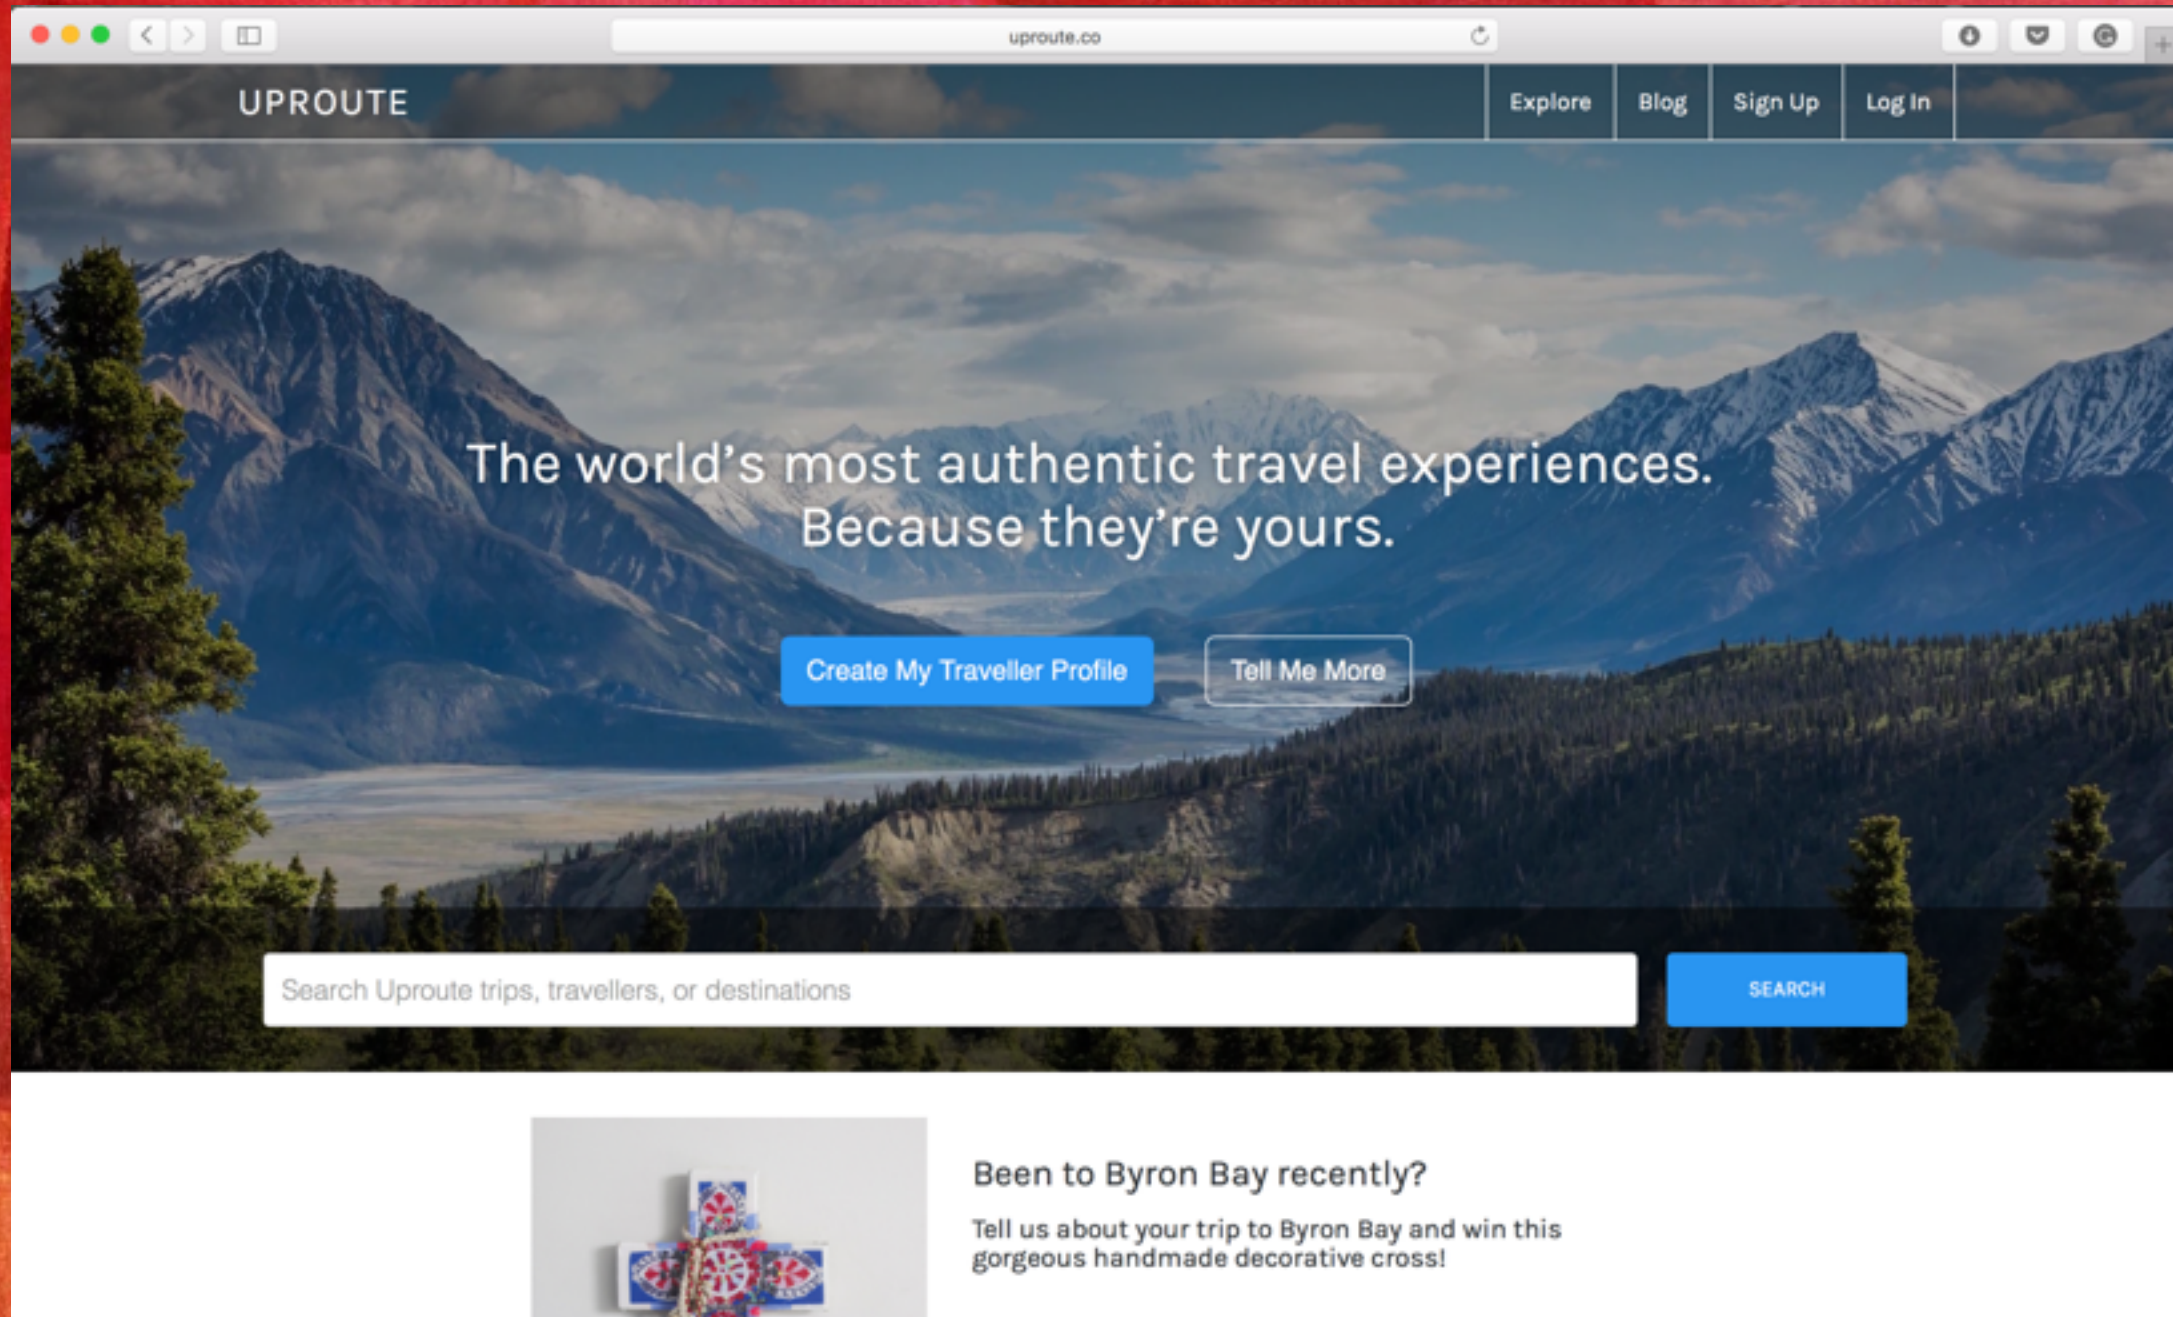 uproute.co
UPROUTE
Explore
Blog
Sign Up
Log In
The world's most authentic travel experiences.
Because they're yours.
Create My Traveller Profile
Tell Me More
Search Uproute trips, travellers, or destinations
SEARCH
Been to Byron Bay recently?
Tell us about your trip to Byron Bay and win this
gorgeous handmade decorative cross!